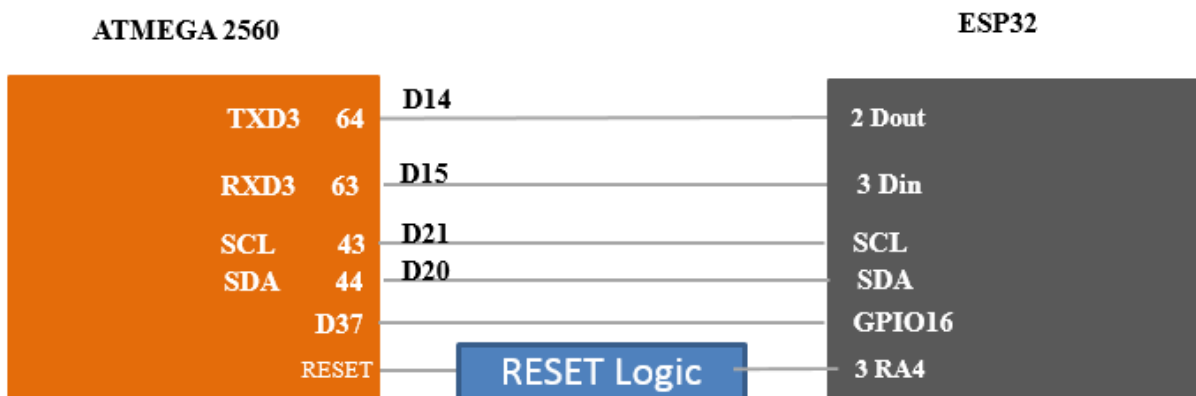 ATMEGA 2560
ESP32
TXD3 64 D14 2 Dout
RXD3 63 D15 3 Din
SCL 43 D21 SCL
SDA 44 D20 SDA
D37 GPIO16
RESET RESET Logic 3 RA4